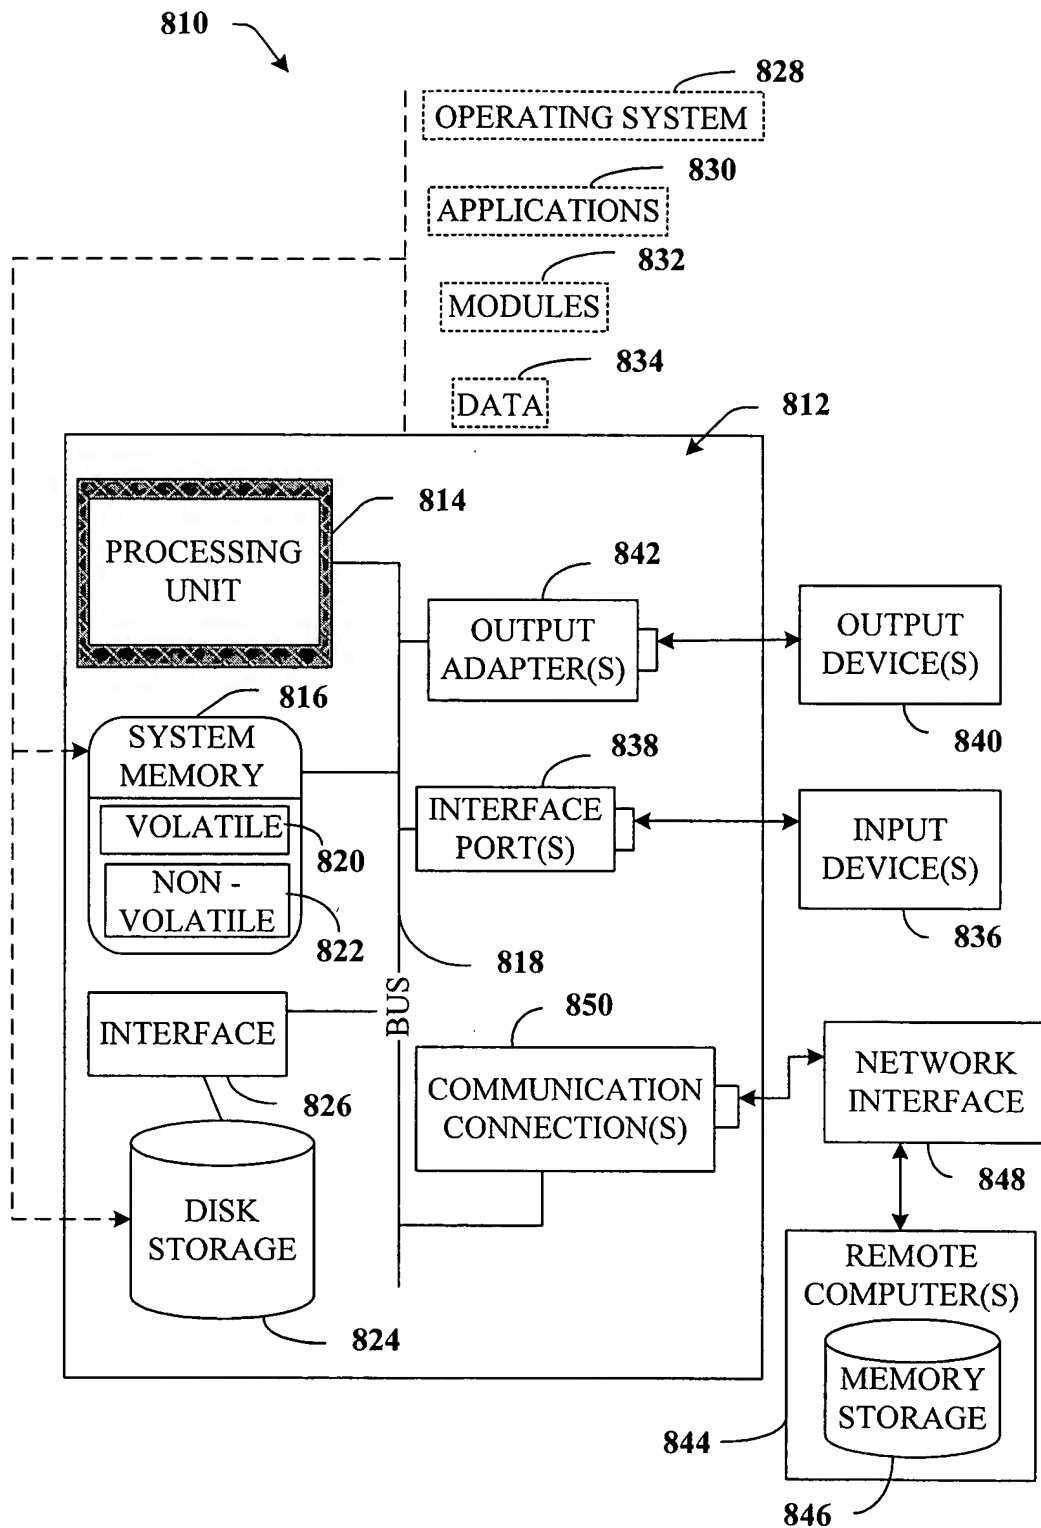 810
828
OPERATING SYSTEM
830
APPLICATIONS
832
MODULES
834
DATA
812
814
PROCESSING
UNIT
842
OUTPUT
ADAPTER(S)
OUTPUT
DEVICE(S)
840
816
SYSTEM
MEMORY
VOLATILE
820
NON -
VOLATILE
822
838
INTERFACE
PORT(S)
INPUT
DEVICE(S)
836
818
BUS
INTERFACE
826
850
COMMUNICATION
CONNECTION(S)
NETWORK
INTERFACE
848
DISK
STORAGE
824
REMOTE
COMPUTER(S)
MEMORY
STORAGE
844
846